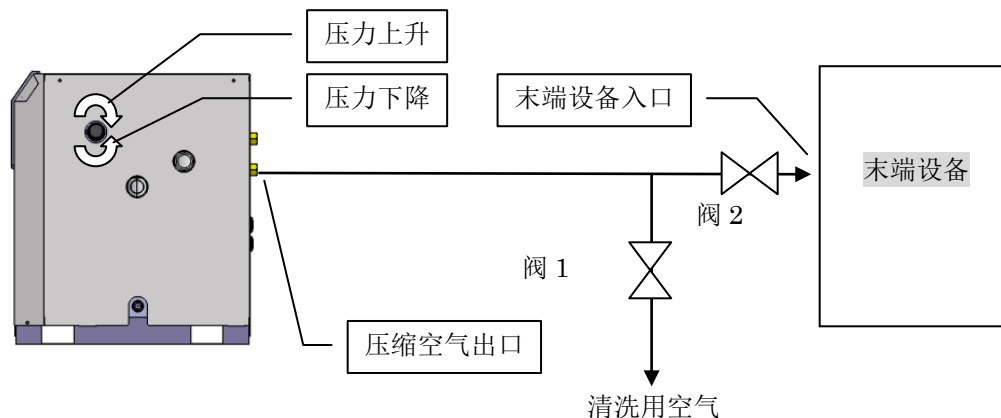 压力上升
压力下降
末端设备入口
末端设备
阀 2
阀 1
压缩空气出口
清洗用空气